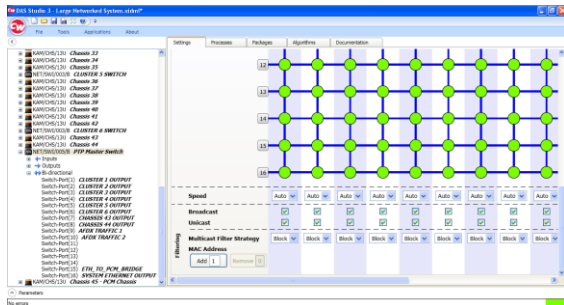 DAS Studio 3 - Large Networked System.xidml*
File Tools Applications About
Settings Processes Packages Algorithms Documentation
KAM/CHS/13U Chassis 33
KAM/CHS/13U Chassis 34
KAM/CHS/13U Chassis 35
NET/SWI/003/B CLUSTER 5 SWITCH
KAM/CHS/13U Chassis 36
KAM/CHS/13U Chassis 37
KAM/CHS/13U Chassis 38
KAM/CHS/13U Chassis 39
KAM/CHS/13U Chassis 40
KAM/CHS/13U Chassis 41
KAM/CHS/13U Chassis 42
NET/SWI/003/B CLUSTER 6 SWITCH
KAM/CHS/13U Chassis 43
KAM/CHS/13U Chassis 44
NET/SWI/003/B PTP Master Switch
Inputs
Outputs
Bi-directional
Switch-Port(1) CLUSTER 1 OUTPUT
Switch-Port(2) CLUSTER 2 OUTPUT
Switch-Port(3) CLUSTER 3 OUTPUT
Switch-Port(4) CLUSTER 4 OUTPUT
Switch-Port(5) CLUSTER 5 OUTPUT
Switch-Port(6) CLUSTER 6 OUTPUT
Switch-Port(7) CHASSIS 43 OUTPUT
Switch-Port(8) CHASSIS 44 OUTPUT
Switch-Port(9) AFDX TRAFFIC 1
Switch-Port(10) AFDX TRAFFIC 2
Switch-Port(11)
Switch-Port(12)
Switch-Port(13)
Switch-Port(14)
Switch-Port(15) ETH_TO_PCM_BRIDGE
Switch-Port(16) SYSTEM ETHERNET OUTPUT
KAM/CHS/13U Chassis 45 - PCM Chassis
12
13
14
15
16
Speed Auto Auto Auto Auto Auto Auto Auto Auto Auto
Filtering
Broadcast
Unicast
Multicast Filter Strategy Block Block Block Block Block Block Block Block Block
MAC Address
Add 1 Remove 0
Parameters
No errors